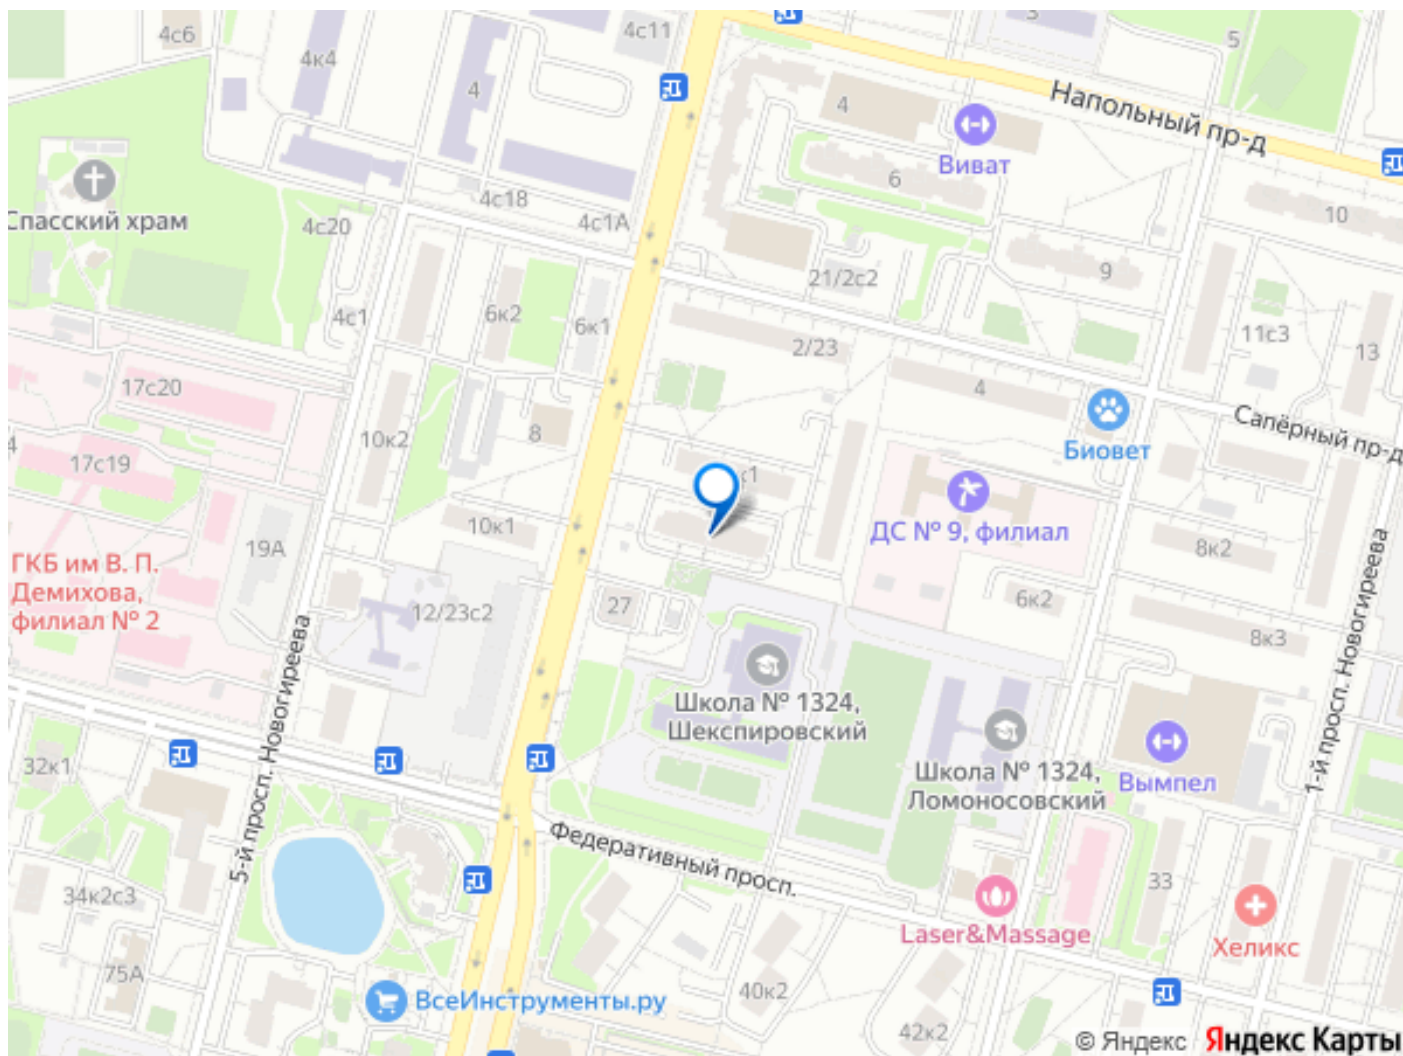 4с6
4с11
3
5
4к4
4
4
Напольный пр-д
Виват
6
Спасский храм
4с18
4с20
4с1А
10
9
21/2с2
4с1
6к2
6к1
2/23
11с3
13
17с20
4
Сапёрный пр-д
Биовет
10к2
8
4
17с19
к1
10к1
ДС № 9, филиал
8к2
19А
ГКБ им В. П.
Демихова,
филиал № 2
12/23с2
27
6к2
8к3
5-й просп. Новогиреева
1-й просп. Новогиреева
Школа № 1324,
Шекспировский
Школа № 1324,
Ломоносовский
Вымпел
32к1
Федеративный просп.
33
34к2с3
Laser&Massage
Хеликс
75А
ВсеИнструменты.ру
40к2
42к2
© Яндекс Яндекс Карты